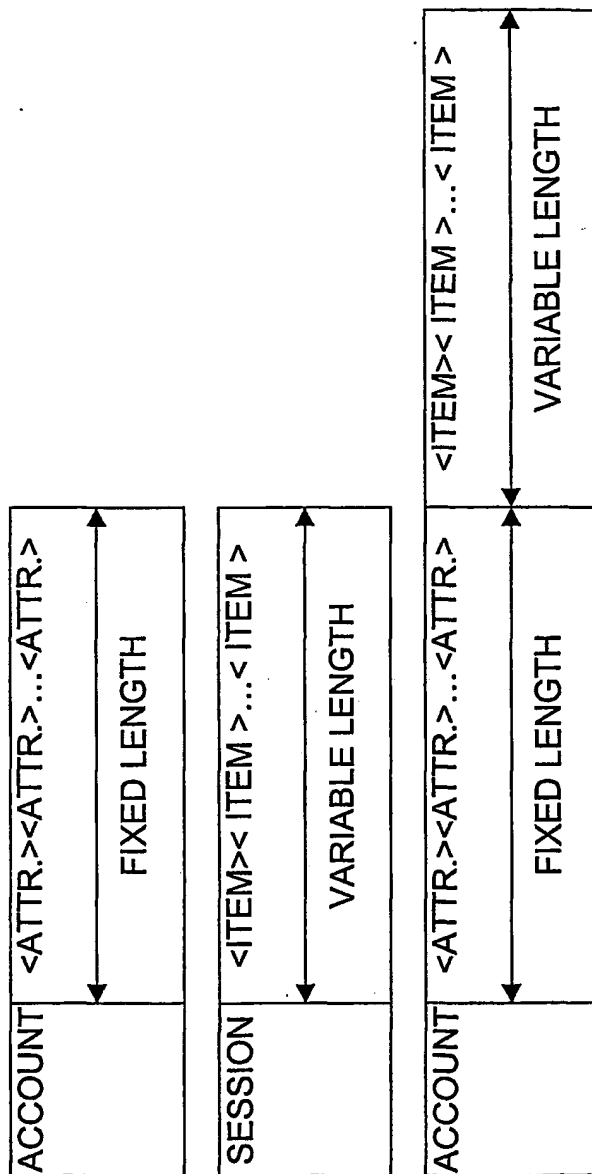 ACCOUNT <ATTR.><ATTR.>...<ATTR.>
FIXED LENGTH
SESSION <ITEM>< ITEM >...< ITEM >
VARIABLE LENGTH
ACCOUNT <ATTR.><ATTR.>...<ATTR.> <ITEM>< ITEM >...< ITEM >
FIXED LENGTH VARIABLE LENGTH